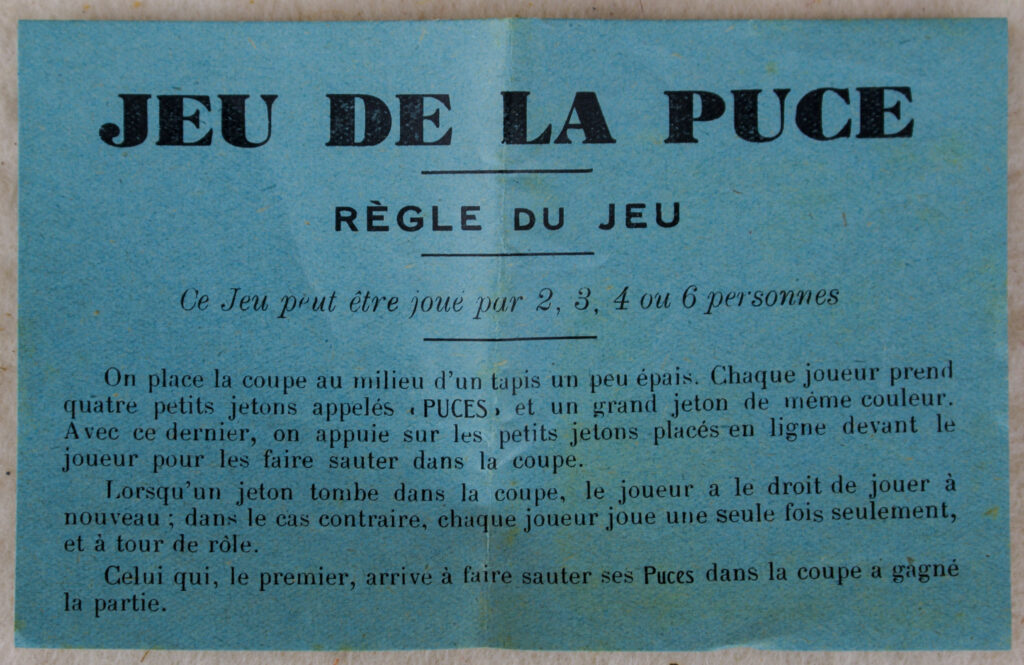 JEU DE LA PUCE
RÈGLE DU JEU
Ce Jeu peut être joué par 2, 3, 4 ou 6 personnes
On place la coupe au milieu d'un tapis un peu épais. Chaque joueur prend
quatre petits jetons appelés « PUCES » et un grand jeton de même couleur.
Avec ce dernier, on appuie sur les petits jetons placés en ligne devant le
joueur pour les faire sauter dans la coupe.
Lorsqu'un jeton tombe dans la coupe, le joueur a le droit de jouer à
nouveau ; dans le cas contraire, chaque joueur joue une seule fois seulement,
et à tour de rôle.
Celui qui, le premier, arrive à faire sauter ses Puces dans la coupe a gagné
la partie.